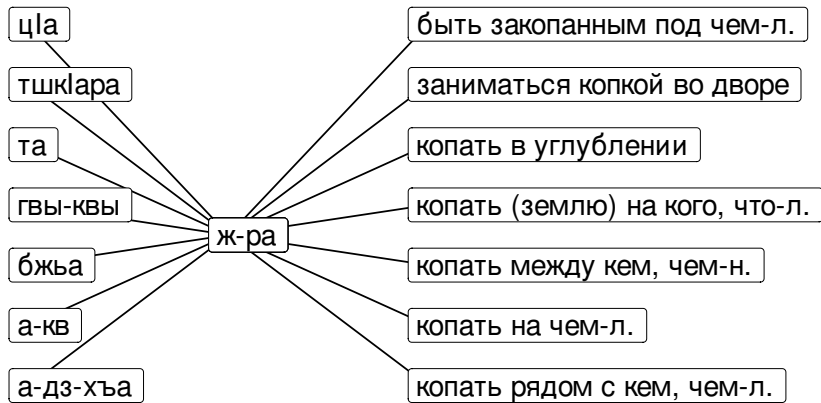 цӏа
тшкӏара
та
гвы-квы
бжьа
а-кв
а-дз-хъа
ж-ра
быть закопанным под чем-л.
заниматься копкой во дворе
копать в углублении
копать (землю) на кого, что-л.
копать между кем, чем-н.
копать на чем-л.
копать рядом с кем, чем-л.